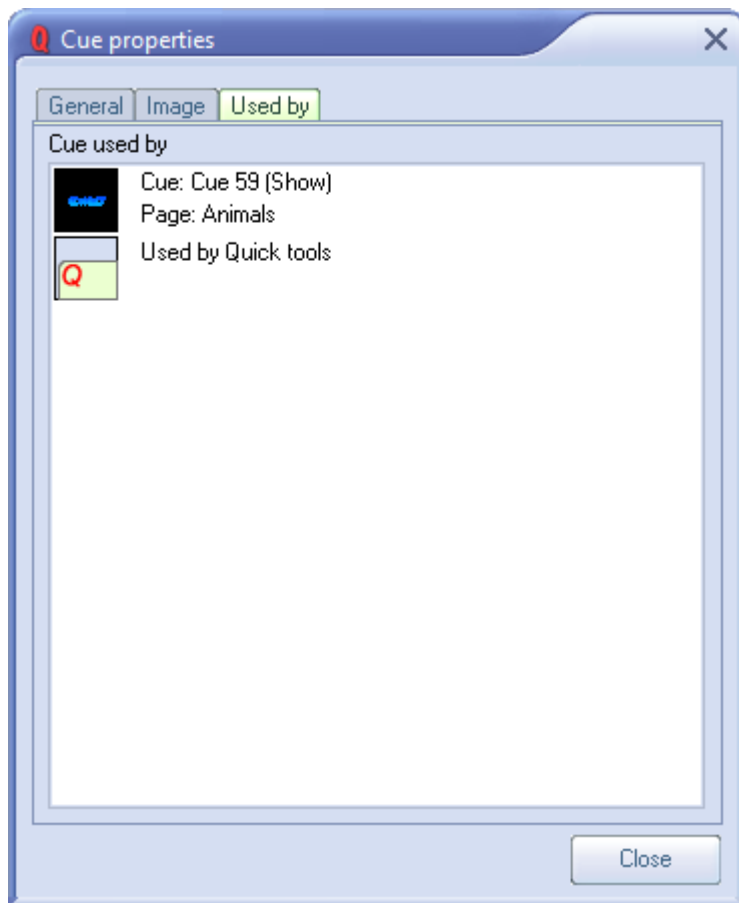 Cue properties
General Image Used by
Cue used by
Cue: Cue 59 (Show)
Page: Animals
Used by Quick tools
Q
Close